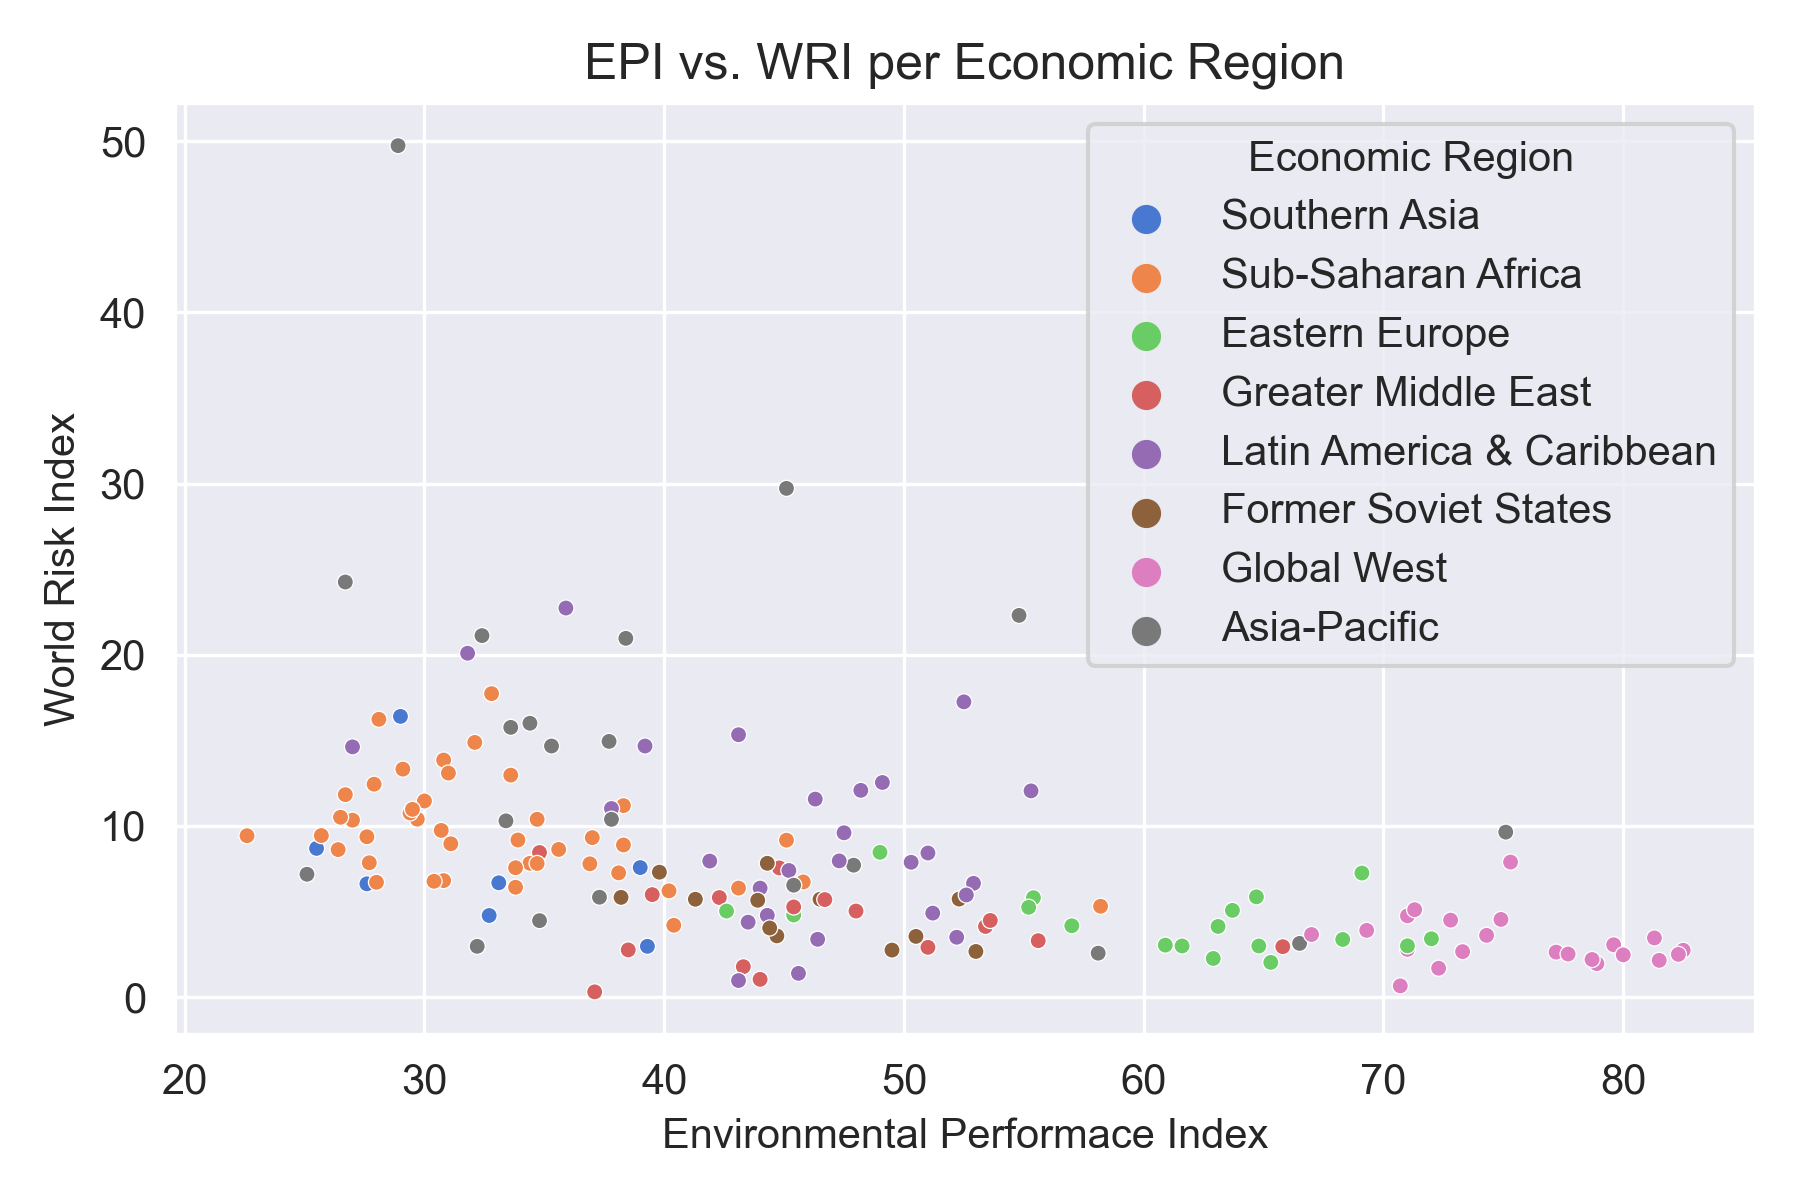 EPI vs. WRI per Economic Region
50
40
30
20
10
0
World Risk Index
Economic Region
Southern Asia
Sub-Saharan Africa
Eastern Europe
Greater Middle East
Latin America & Caribbean
Former Soviet States
Global West
Asia-Pacific
20 30 40 50 60 70 80
Environmental Performace Index